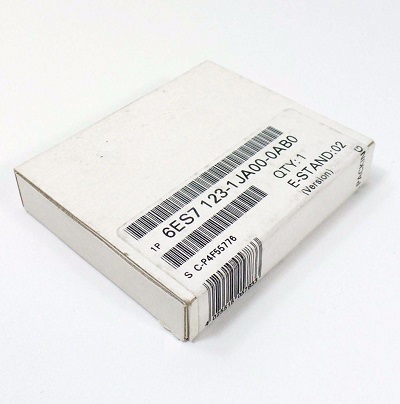 1P 6ES7 123-1JA00-0AB0
QTY:1
E-STAND:02
(Version)
S C-P4F55776